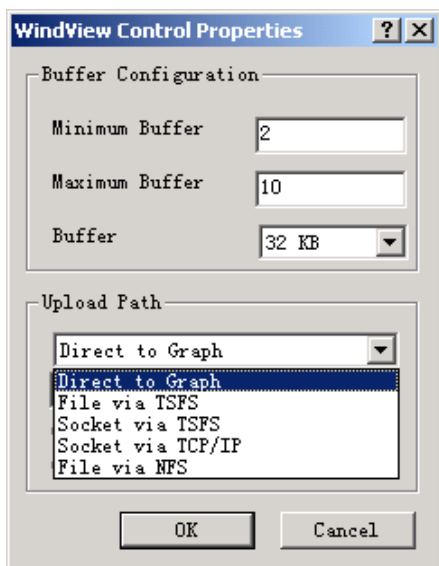 WindView Control Properties
Buffer Configuration
Minimum Buffer 2
Maximum Buffer 10
Buffer 32 KB
Upload Path
Direct to Graph
Direct to Graph
File via TSFS
Socket via TSFS
Socket via TCP/IP
File via NFS
OK Cancel